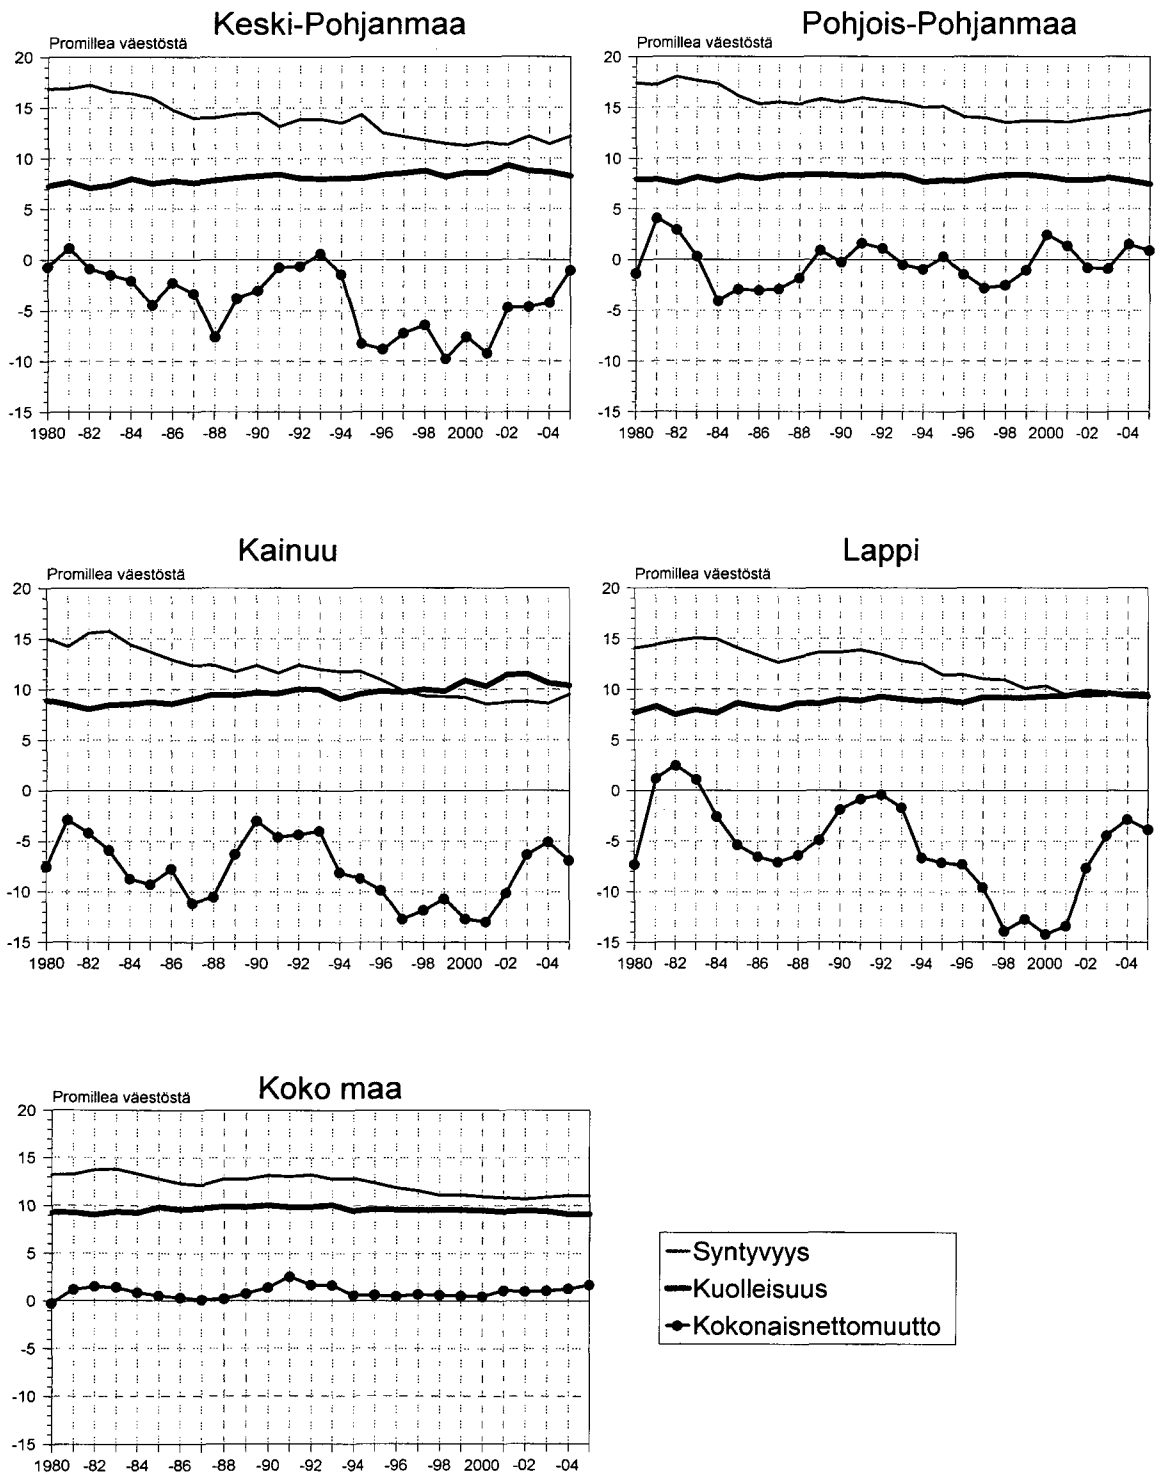 Keski-Pohjanmaa
Promillea väestöstä
20
15
10
5
0
-5
-10
-15
1980 -82 -84 -86 -88 -90 -92 -94 -96 -98 2000 -02 -04
Pohjois-Pohjanmaa
Promillea väestöstä
20
15
10
5
0
-5
-10
-15
1980 -82 -84 -86 -88 -90 -92 -94 -96 -98 2000 -02 -04
Kainuu
Promillea väestöstä
20
15
10
5
0
-5
-10
-15
1980 -82 -84 -86 -88 -90 -92 -94 -96 -98 2000 -02 -04
Lappi
Promillea väestöstä
20
15
10
5
0
-5
-10
-15
1980 -82 -84 -86 -88 -90 -92 -94 -96 -98 2000 -02 -04
Koko maa
Promillea väestöstä
20
15
10
5
0
-5
-10
-15
1980 -82 -84 -86 -88 -90 -92 -94 -96 -98 2000 -02 -04
Syntyvyys
Kuolleisuus
Kokonaisnettomuutto